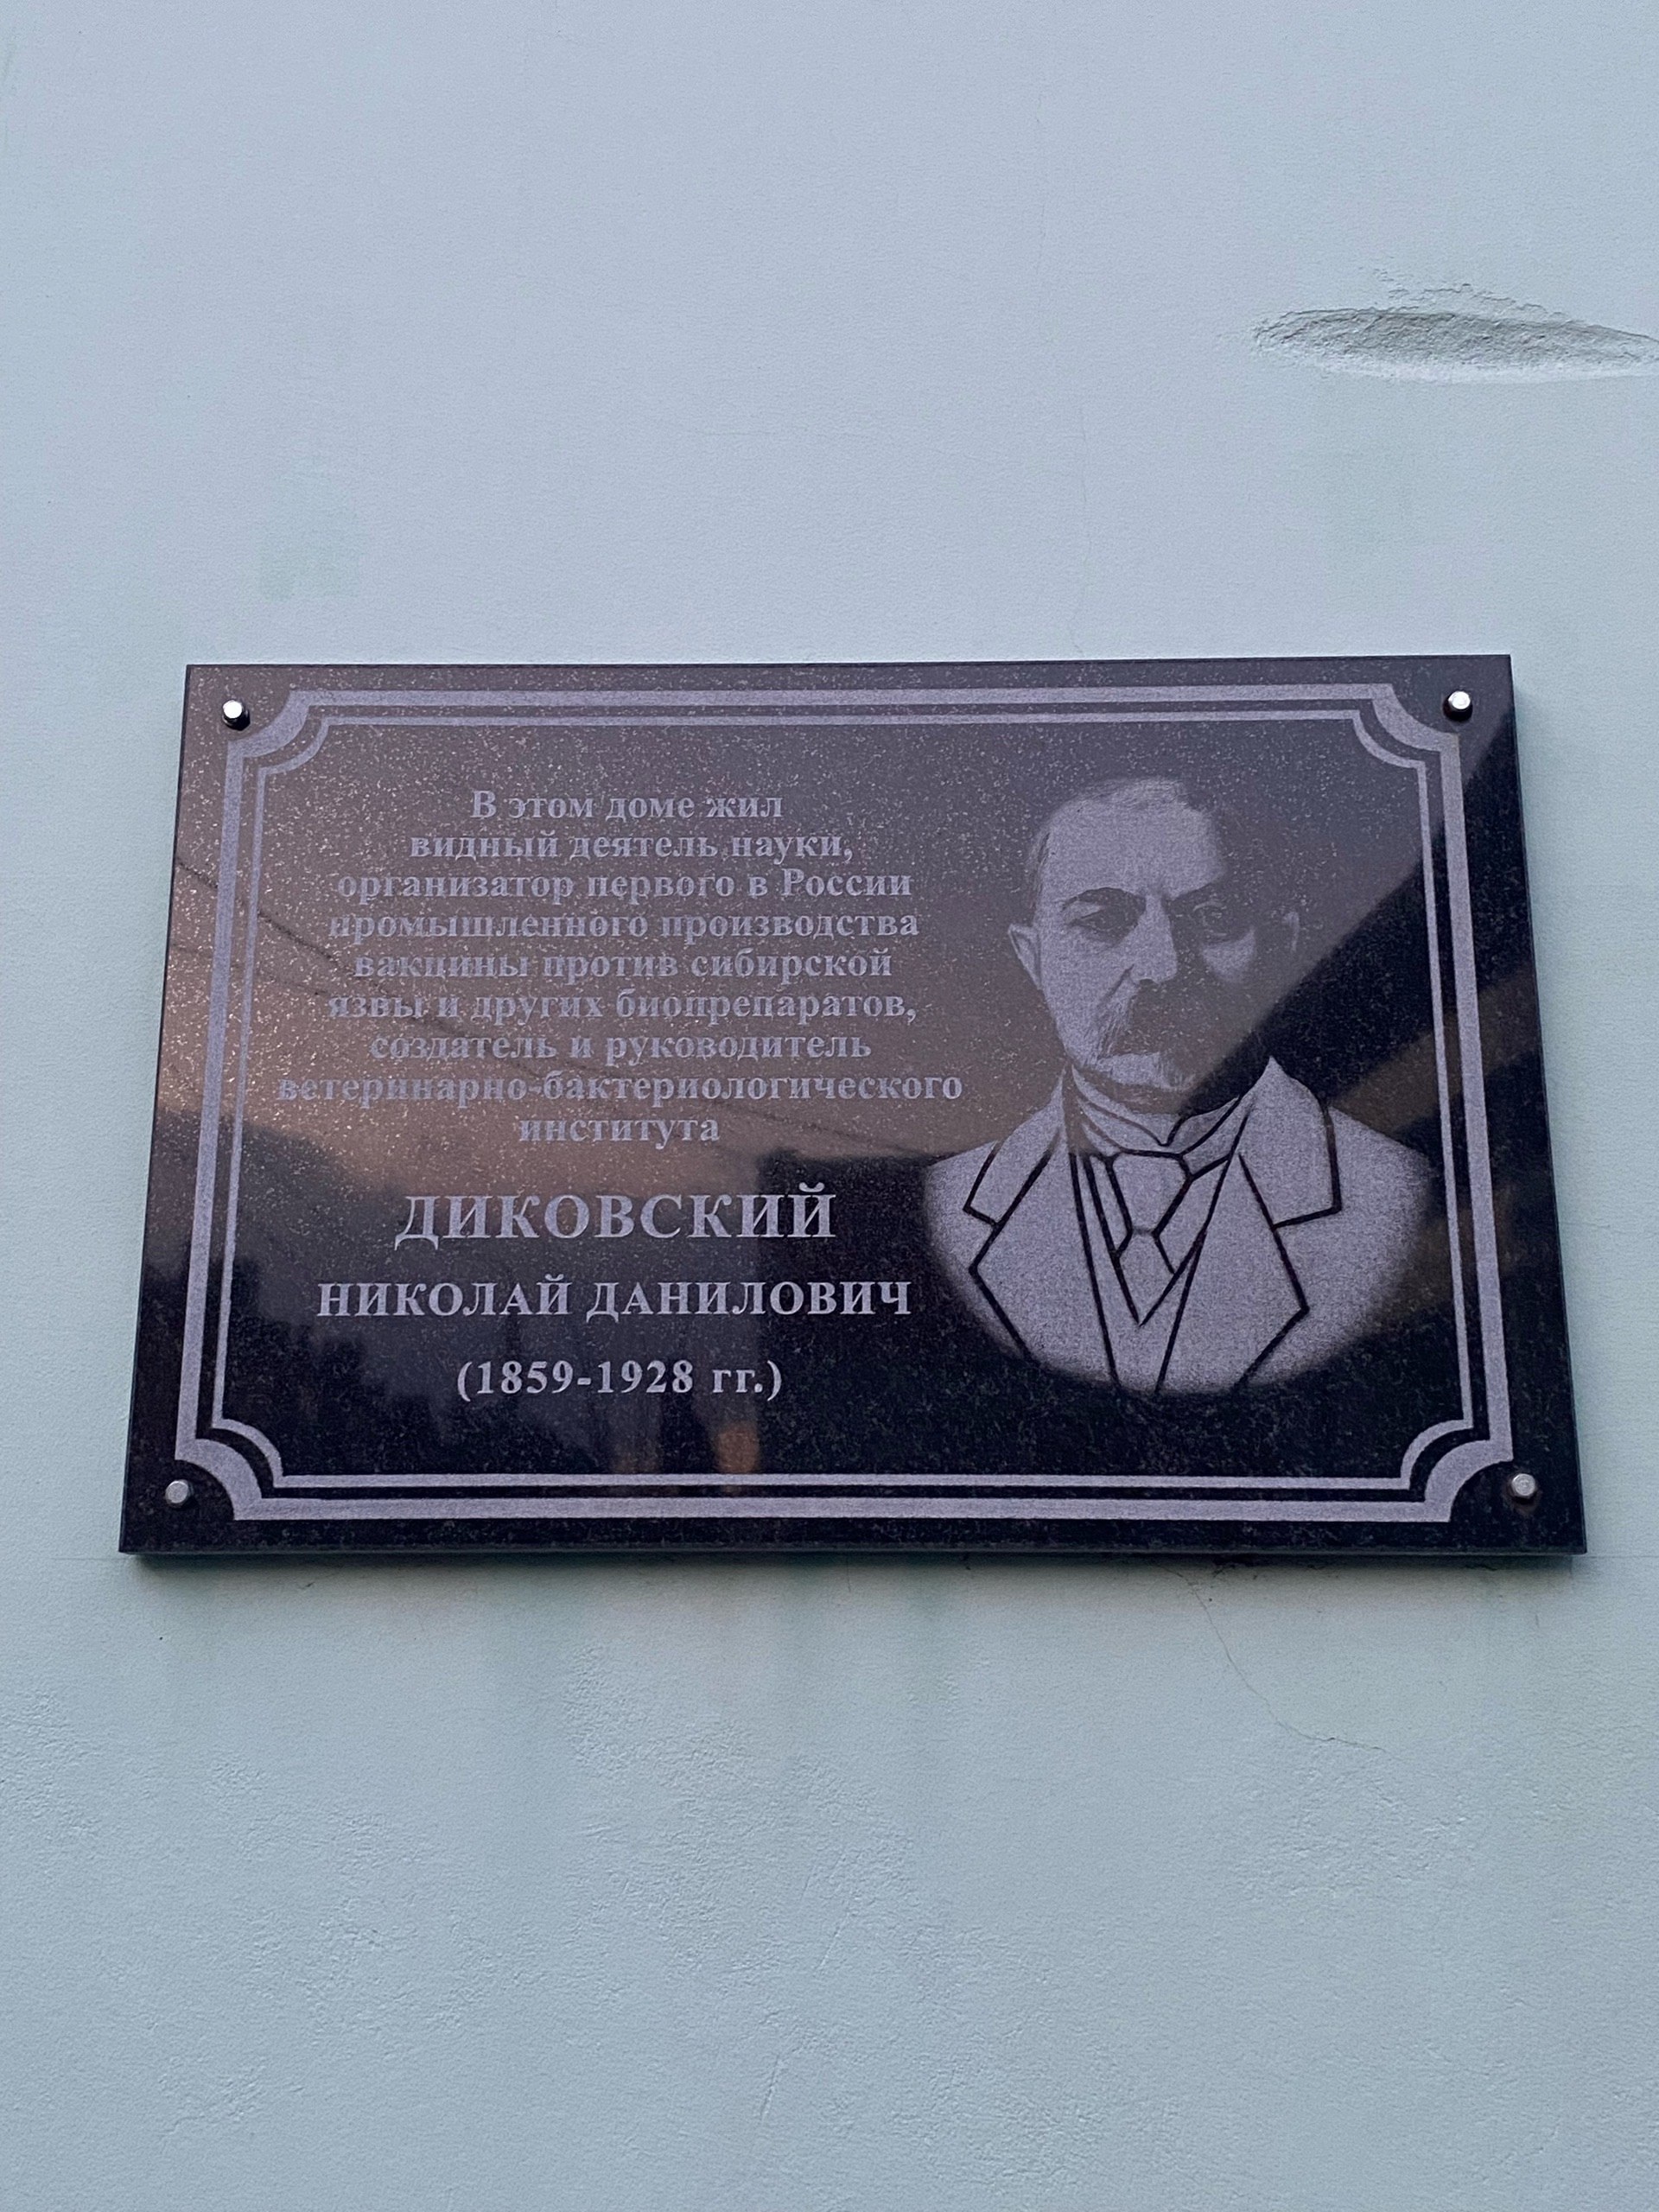 В этом доме жил
видный деятель науки,
организатор первого в России
промышленного производства
вакцины против сибирской
язвы и других биопрепаратов,
создатель и руководитель
ветеринарно-бактериологического
института
ДИКОВСКИЙ
НИКОЛАЙ ДАНИЛОВИЧ
(1859-1928 гг.)